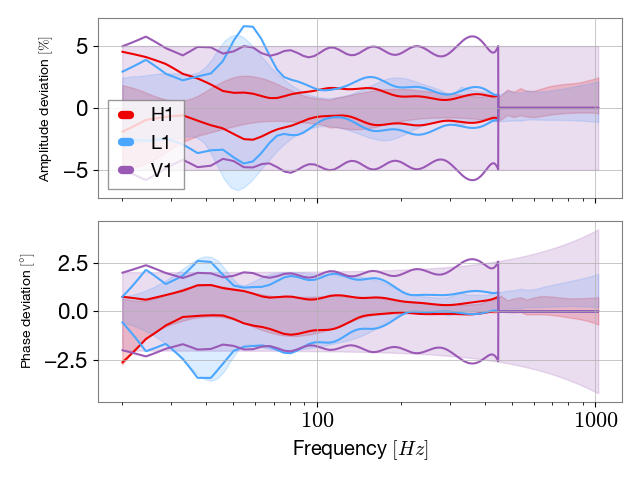 Amplitude deviation [%]
5
0
−5
H1
L1
V1
Phase deviation [°]
2.5
0.0
−2.5
100
1000
Frequency [Hz]